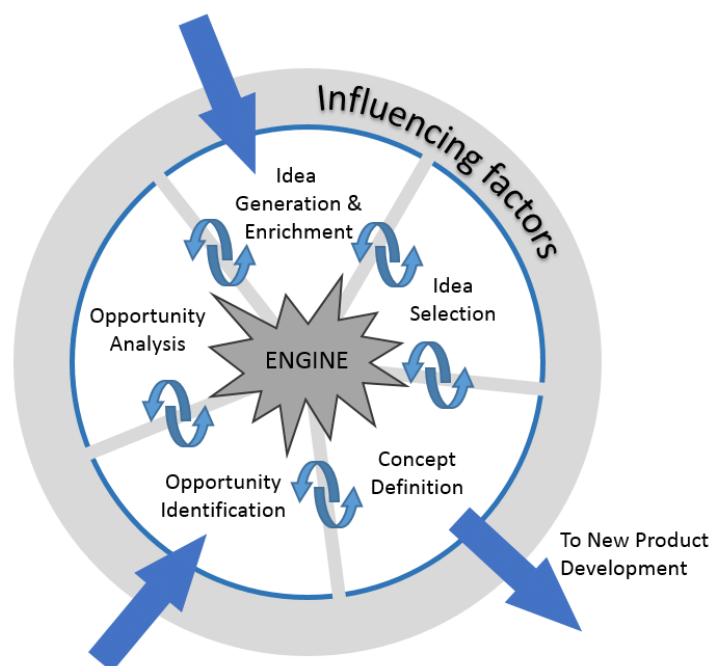 Influencing factors
Idea
Generation &
Enrichment
Idea
Selection
Opportunity
Analysis
ENGINE
Concept
Definition
Opportunity
Identification
To New Product
Development